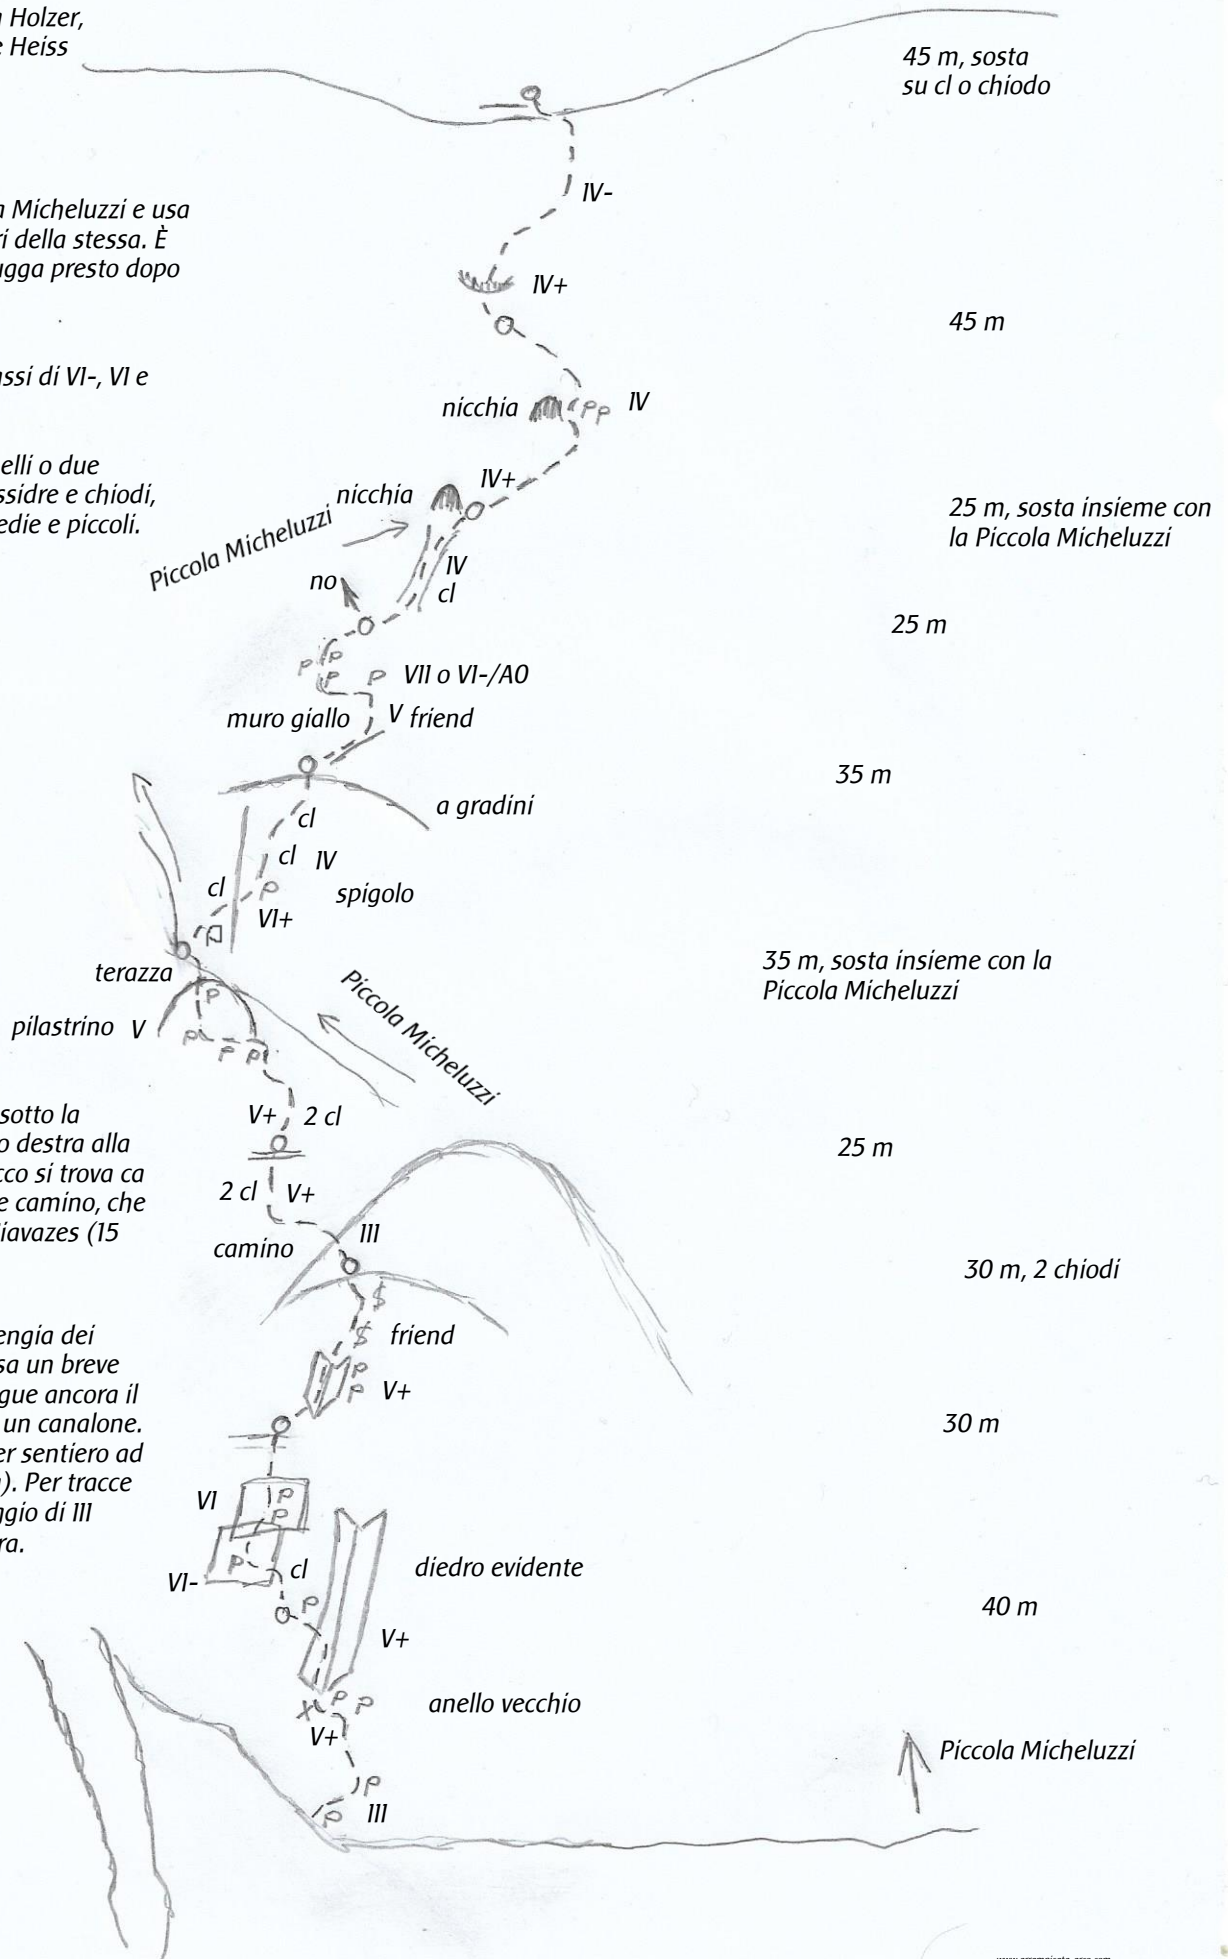 Holzer,
Heiss
45 m, sosta
su cl o chiodo
IV-
a Micheluzzi e usa
ri della stessa. È
ugga presto dopo
IV+
45 m
assi di VI-, VI e
nicchia
P P
IV
elli o due
ssidre e chiodi,
edie e piccoli.
nicchia
IV+
25 m, sosta insieme con
la Piccola Micheluzzi
Piccola Micheluzzi
IV
cl
no
25 m
P P
P
P
VII o VI-/A0
muro giallo
V friend
35 m
a gradini
cl
cl IV
cl
P
spigolo
VI+
P
terazza
35 m, sosta insieme con la
Piccola Micheluzzi
Piccola Micheluzzi
P
pilastrino V
P P P
sotto la
o destra alla
cco si trova ca
e camino, che
iavazes (15
V+ 2 cl
25 m
2 cl V+
III
camino
30 m, 2 chiodi
$
$ friend
engia dei
sa un breve
gue ancora il
un canalone.
er sentiero ad
). Per tracce
ggio di III
ra.
P
P V+
30 m
VI
P
P
P
cl
VI-
diedro evidente
P
40 m
V+
X P P
anello vecchio
V+
Piccola Micheluzzi
P
P III